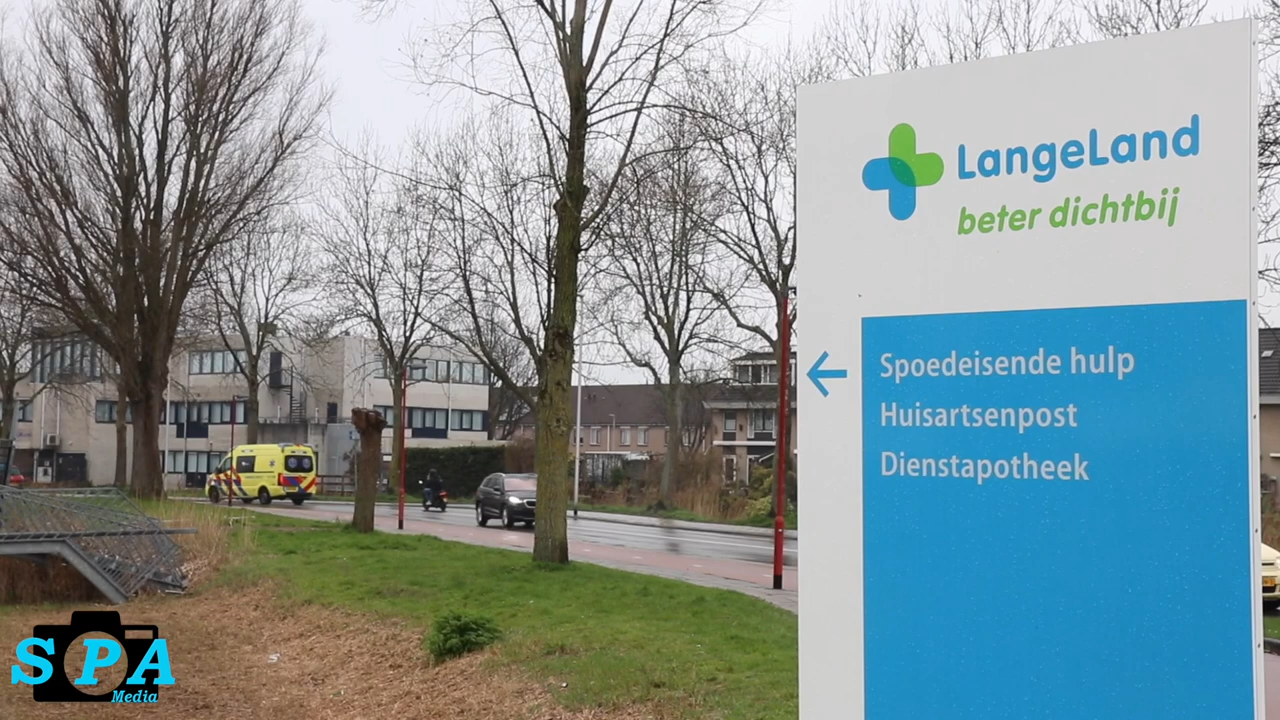 LangeLand
beter dichtbij
Spoedeisende hulp
Huisartsenpost
Dienstapotheek
SPA
Media